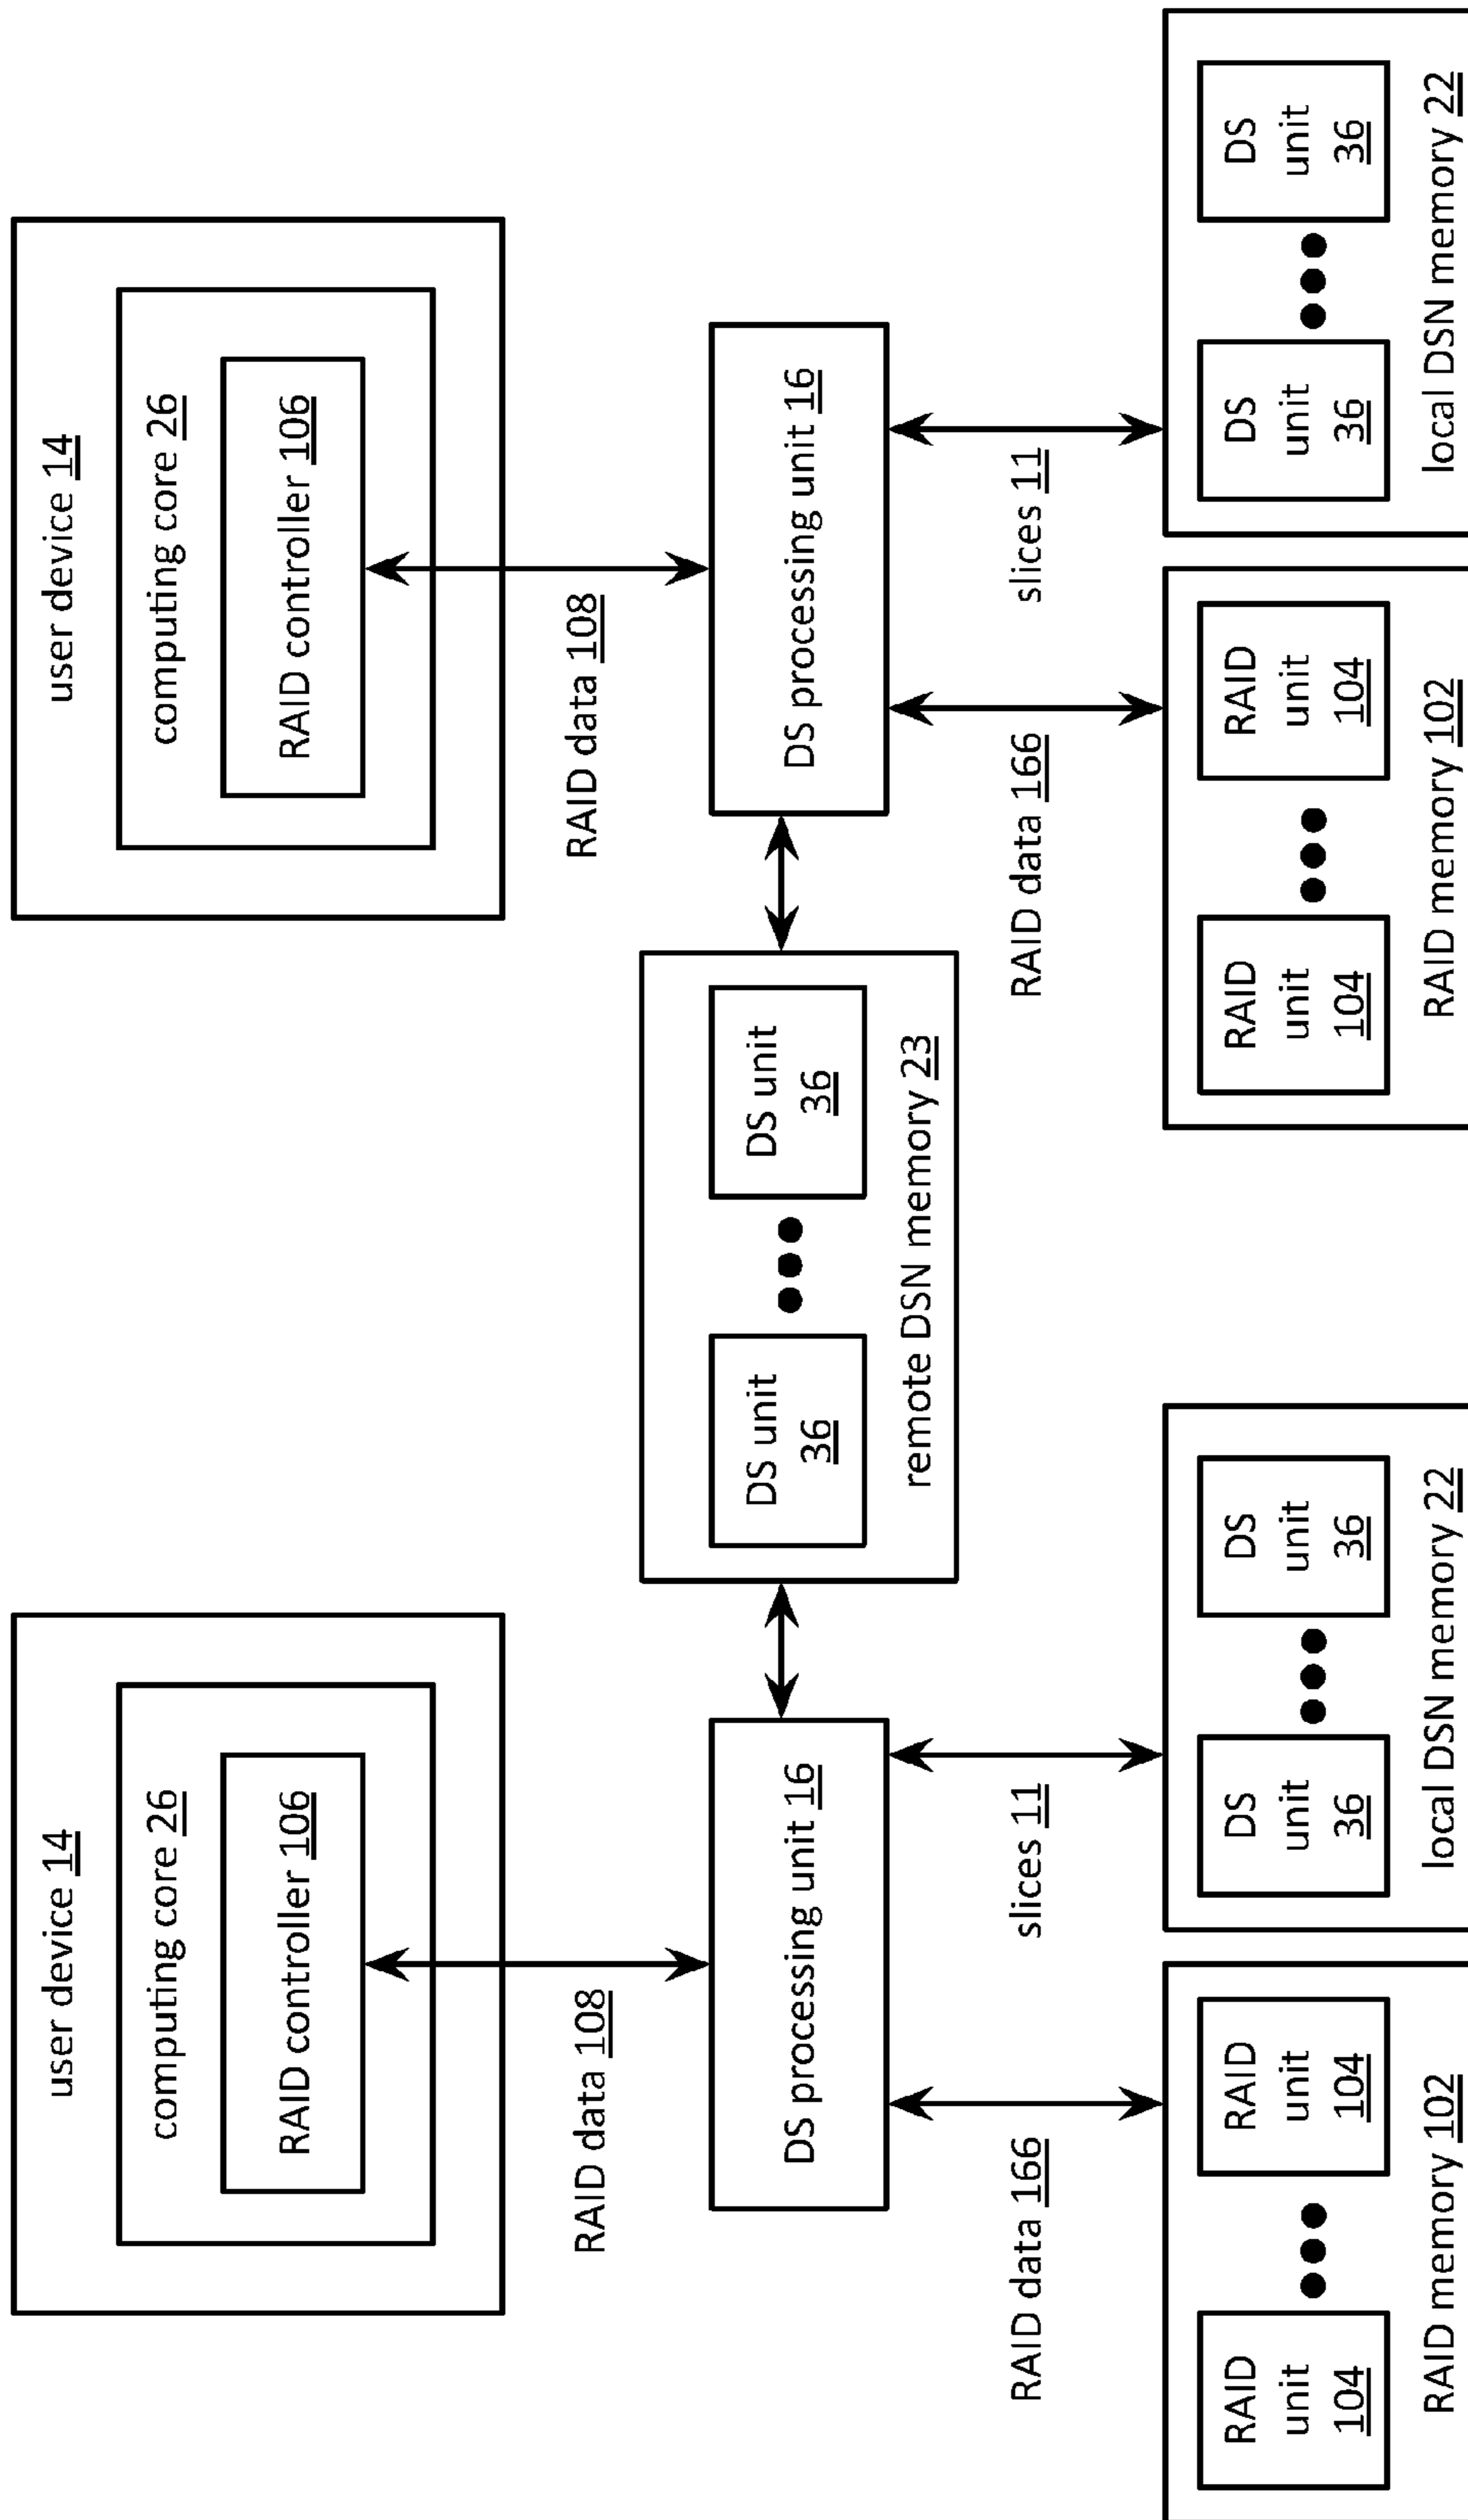 user device 14
computing core 26
RAID controller 106
RAID data 108
DS processing unit 16
RAID data 166
slices 11
RAID
unit
104
RAID
unit
104
RAID memory 102
DS
unit
36
DS
unit
36
local DSN memory 22
DS unit
36
DS unit
36
remote DSN memory 23
user device 14
computing core 26
RAID controller 106
RAID data 108
DS processing unit 16
RAID data 166
slices 11
RAID
unit
104
RAID
unit
104
RAID memory 102
DS
unit
36
DS
unit
36
local DSN memory 22